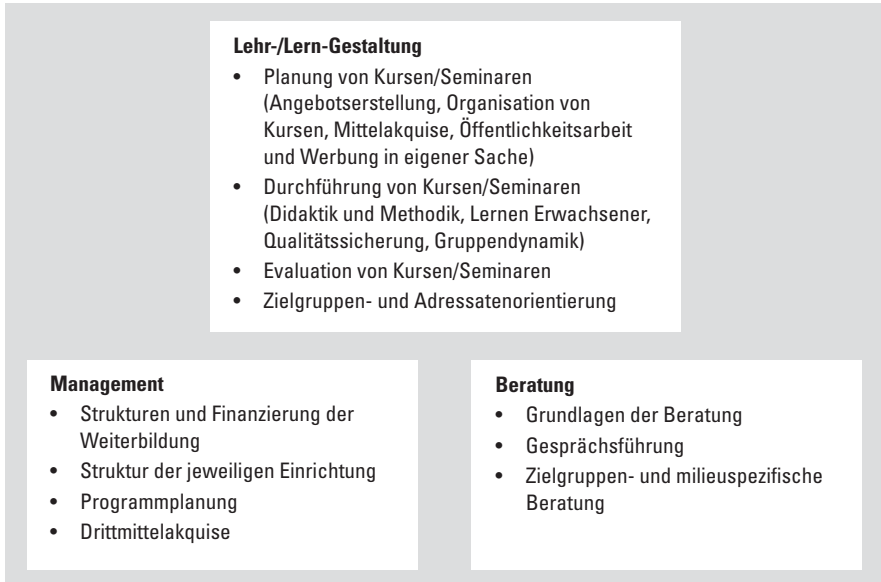 Lehr-/Lern-Gestaltung
• Planung von Kursen/Seminaren
(Angebotserstellung, Organisation von
Kursen, Mittelakquise, Öffentlichkeitsarbeit
und Werbung in eigener Sache)
• Durchführung von Kursen/Seminaren
(Didaktik und Methodik, Lernen Erwachsener,
Qualitätssicherung, Gruppendynamik)
• Evaluation von Kursen/Seminaren
• Zielgruppen- und Adressatenorientierung
Management
• Strukturen und Finanzierung der
Weiterbildung
• Struktur der jeweiligen Einrichtung
• Programmplanung
• Drittmittelakquise
Beratung
• Grundlagen der Beratung
• Gesprächsführung
• Zielgruppen- und milieuspezifische
Beratung